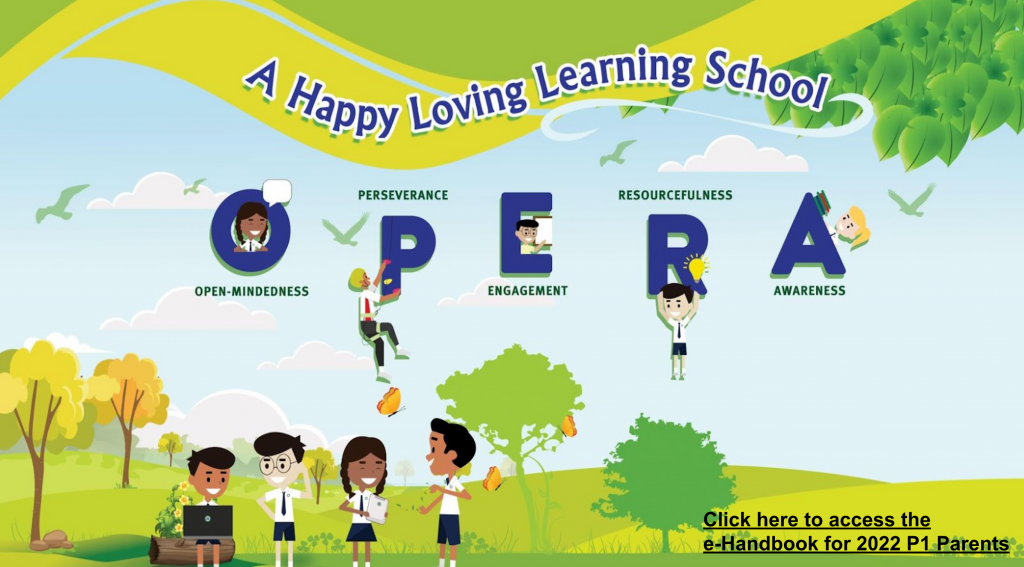 A Happy Loving Learning School
PERSEVERANCE
RESOURCEFULNESS
O P E R A
OPEN-MINDEDNESS
ENGAGEMENT
AWARENESS
Click here to access the
e-Handbook for 2022 P1 Parents